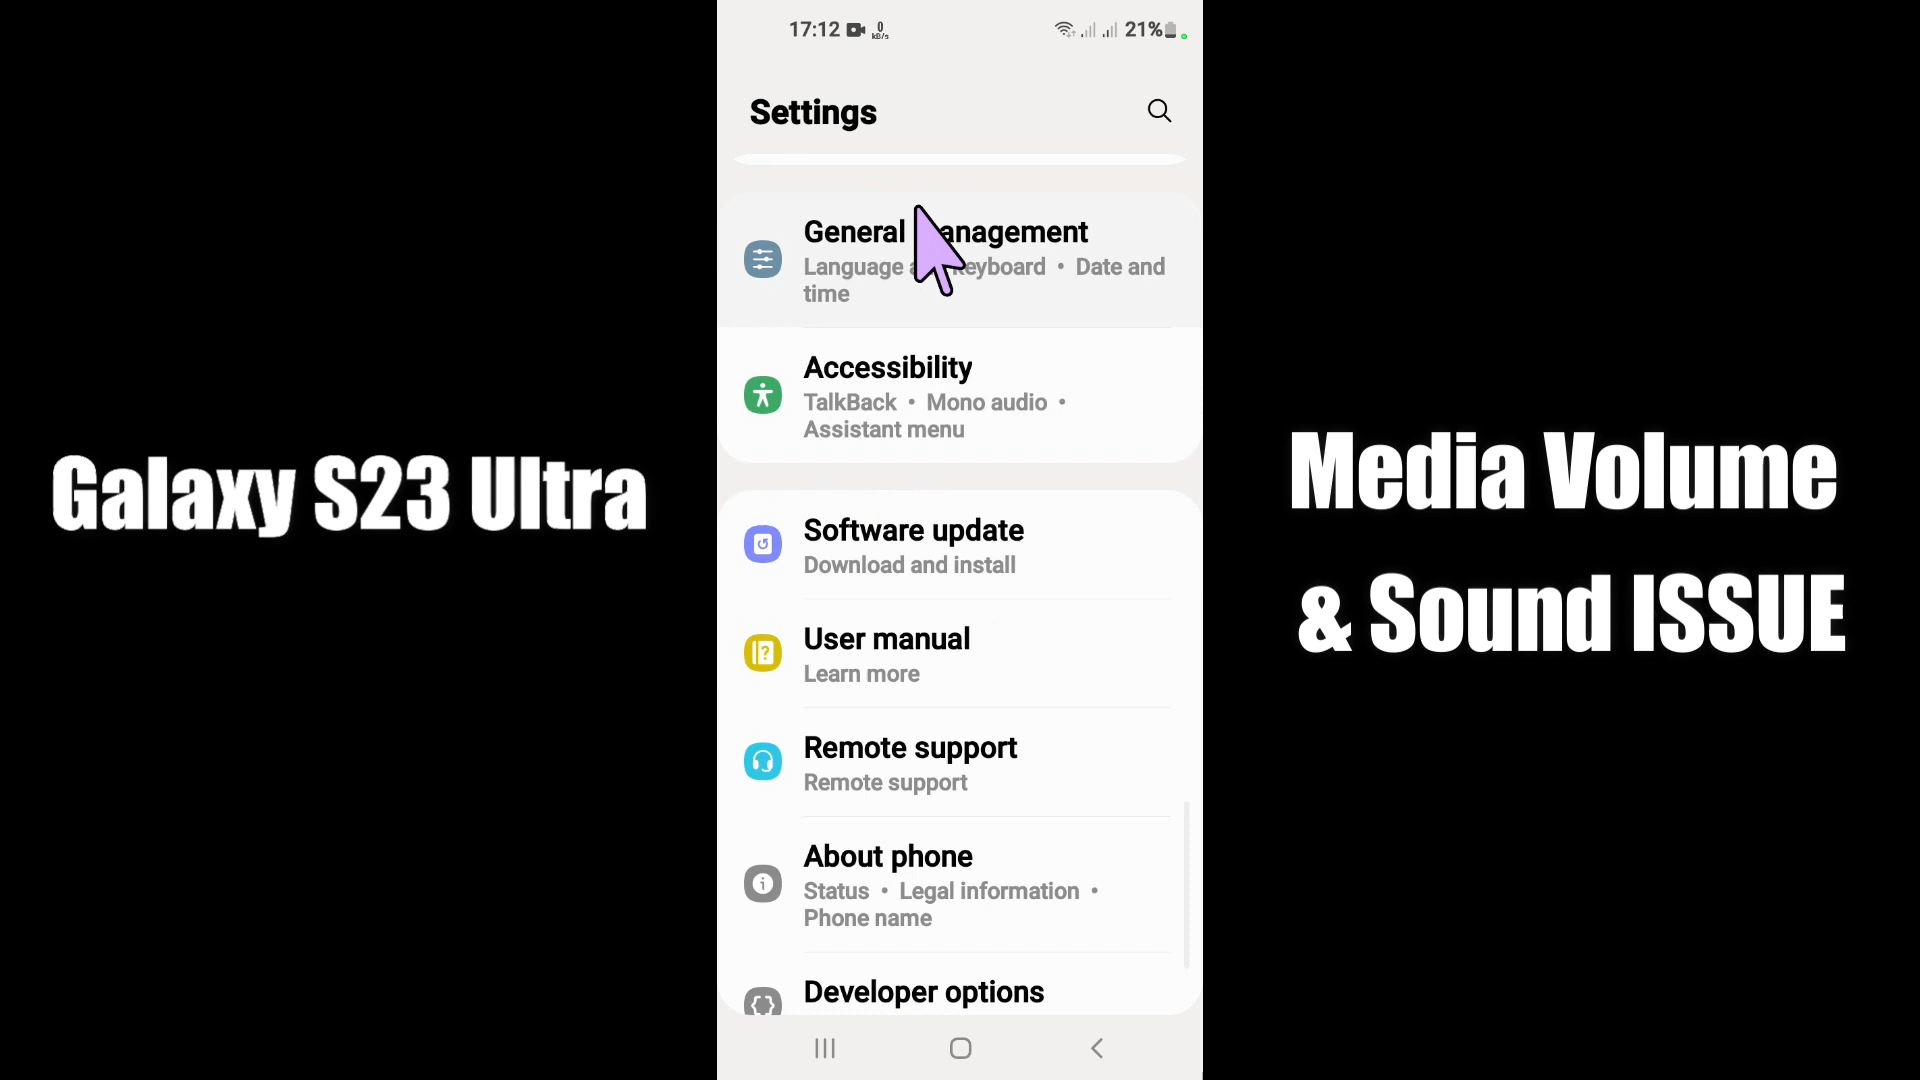 17:12 0 kB/s 21%
Settings
General anagement
Language a eyboard • Date and
time
Accessibility
TalkBack • Mono audio •
Assistant menu
Software update
Download and install
User manual
Learn more
Remote support
Remote support
About phone
Status • Legal information •
Phone name
Developer options
Galaxy S23 Ultra
Media Volume
& Sound ISSUE